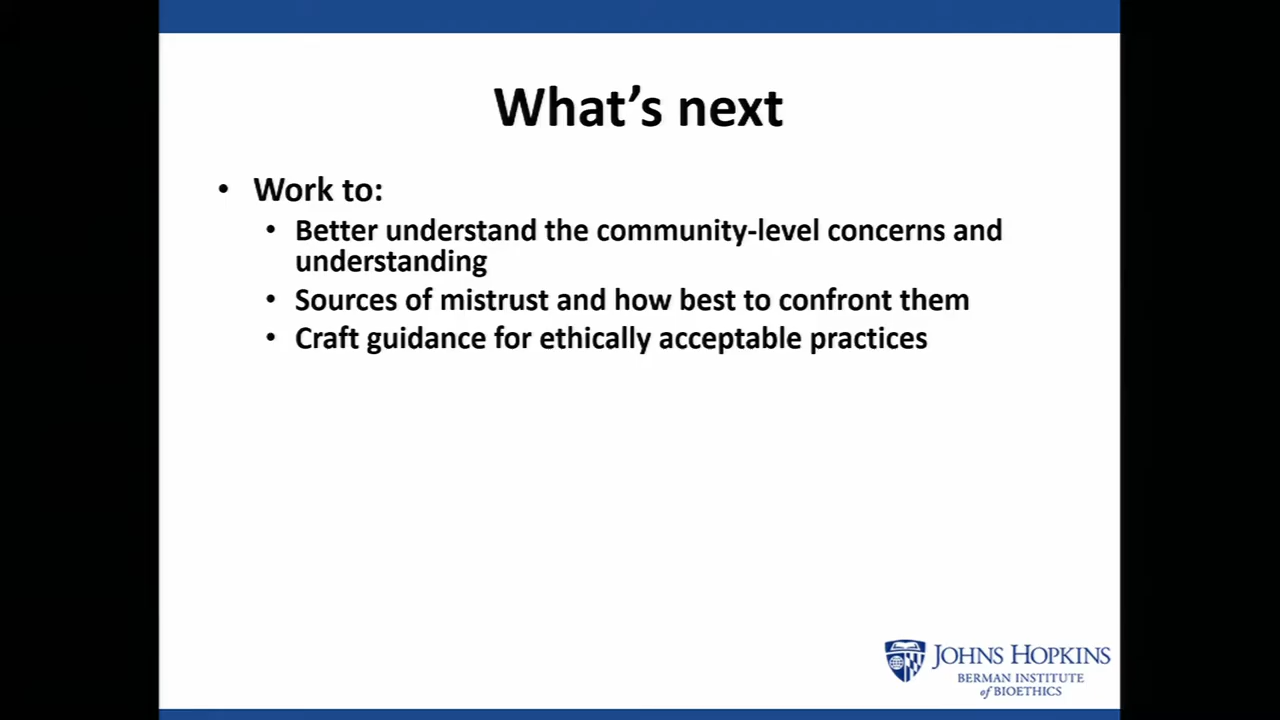 What’s next
• Work to:
• Better understand the community-level concerns and
understanding
• Sources of mistrust and how best to confront them
• Craft guidance for ethically acceptable practices
JOHNS HOPKINS
BERMAN INSTITUTE
of BIOETHICS